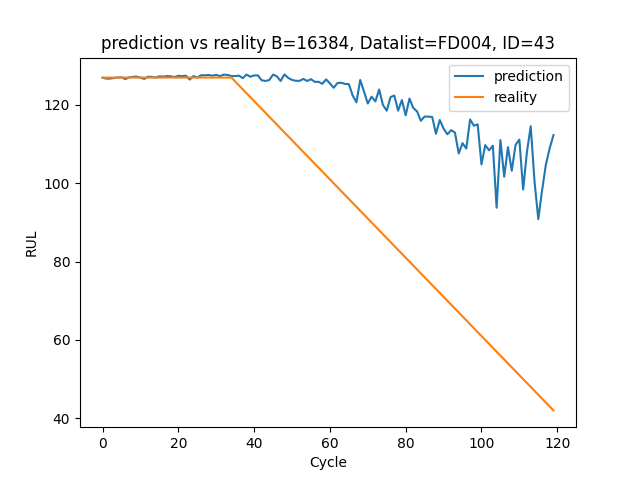 prediction vs reality B=16384, Datalist=FD004, ID=43
prediction
reality
RUL
120
100
80
60
40
0 20 40 60 80 100 120
Cycle